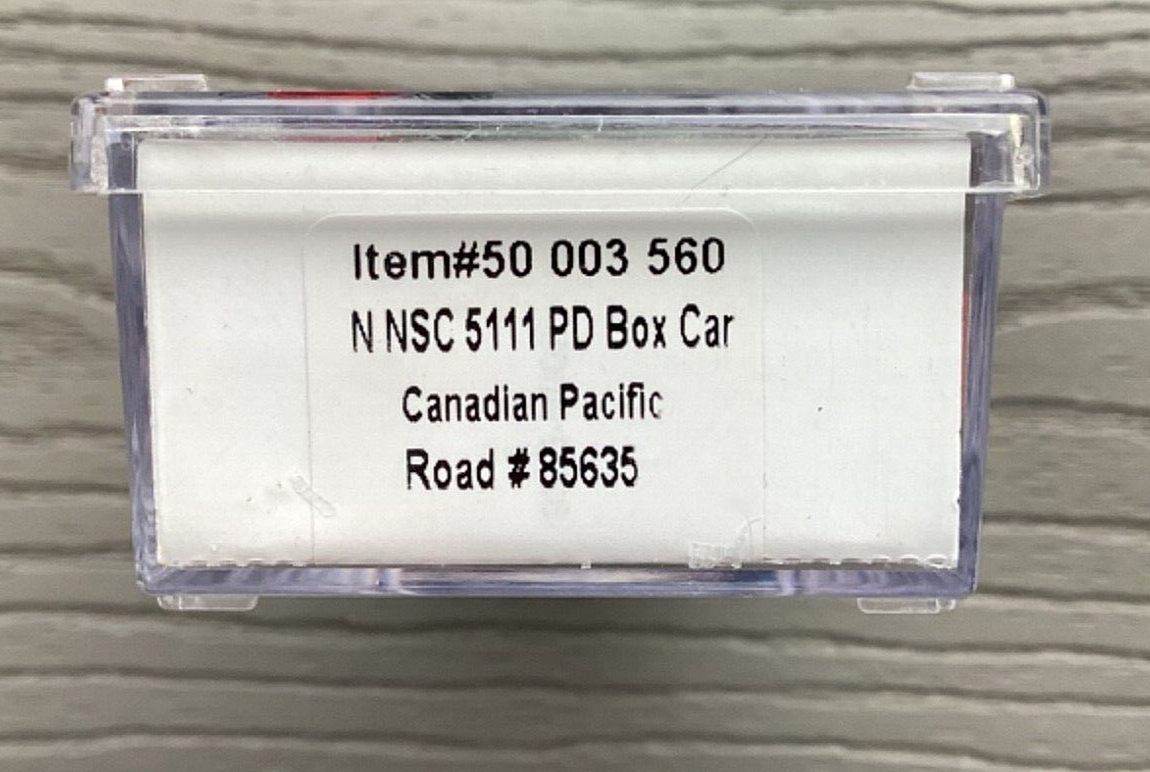 Item#50 003 560
N NSC 5111 PD Box Car
Canadian Pacific
Road # 85635